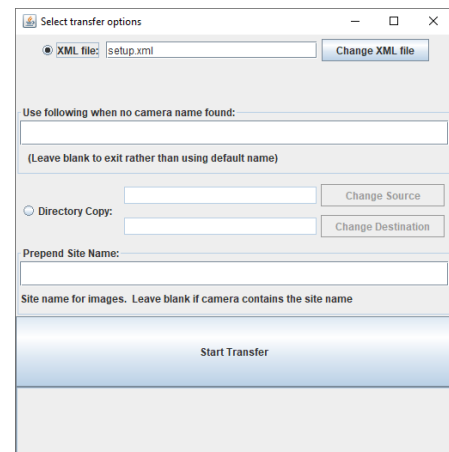 Select transfer options
XML file: setup.xml Change XML file
Use following when no camera name found:
(Leave blank to exit rather than using default name)
Change Source
Directory Copy:
Change Destination
Prepend Site Name:
Site name for images. Leave blank if camera contains the site name
Start Transfer